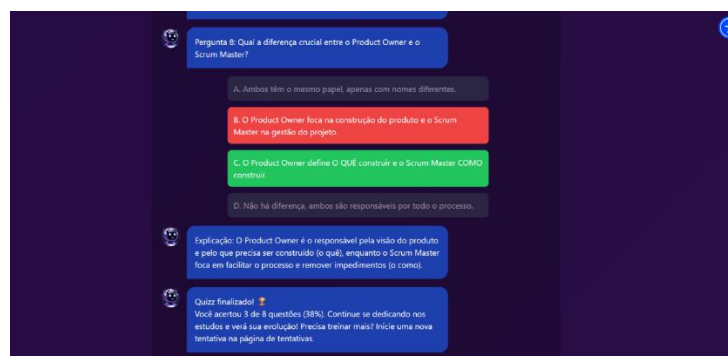 Pergunta 8: Qual a diferença crucial entre o Product Owner e o
Scrum Master?
A. Ambos têm o mesmo papel, apenas com nomes diferentes.
B. O Product Owner foca na construção do produto e o Scrum
Master na gestão do projeto.
C. O Product Owner define O QUÊ construir e o Scrum Master COMO
construir.
D. Não há diferença, ambos são responsáveis por todo o processo.
Explicação: O Product Owner é o responsável pela visão do produto
e pelo que precisa ser construído (o quê), enquanto o Scrum Master
foca em facilitar o processo e remover impedimentos (o como).
Quizz finalizado! 🏆
Você acertou 3 de 8 questões (38%). Continue se dedicando nos
estudos e verá sua evolução! Precisa treinar mais? Inicie uma nova
tentativa na página de tentativas.